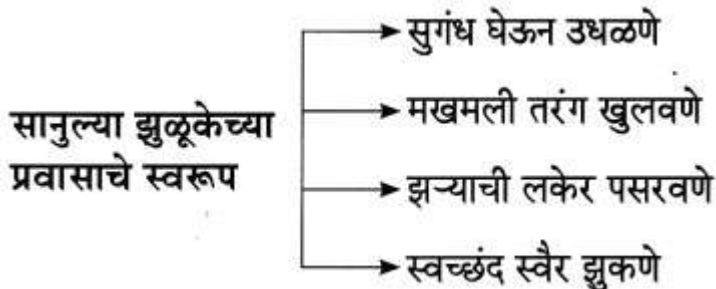 सानुल्या झुळूकेच्या
प्रवासाचे स्वरूप
सुगंध घेऊन उधळणे
मखमली तरंग खुलवणे
झऱ्याची लकेर पसरवणे
स्वच्छंद स्वैर झुकणे